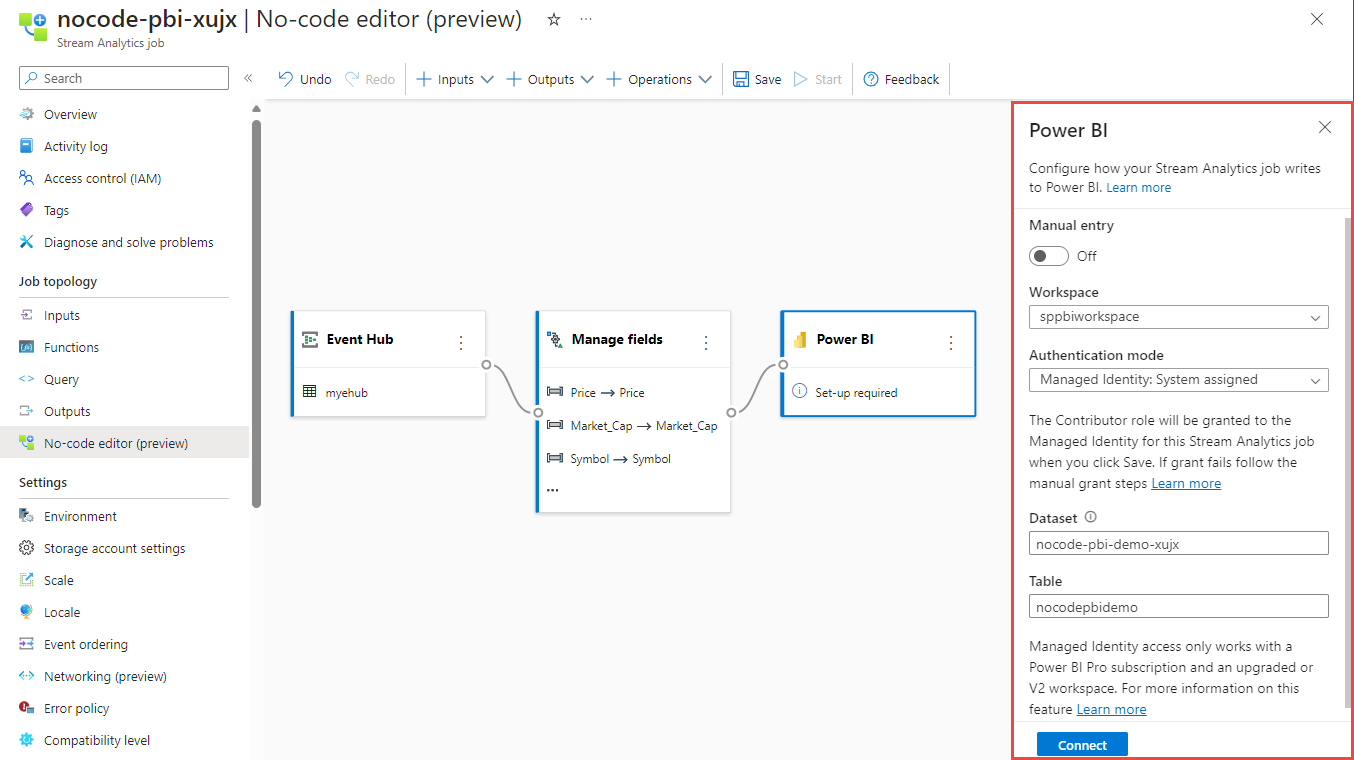 nocode-pbi-xujx | No-code editor (preview)
Stream Analytics job
Search
Undo
Redo
Inputs
Outputs
Operations
Save
Start
Feedback
Overview
Activity log
Access control (IAM)
Tags
Diagnose and solve problems
Job topology
Inputs
Functions
Query
Outputs
No-code editor (preview)
Settings
Environment
Storage account settings
Scale
Locale
Event ordering
Networking (preview)
Error policy
Compatibility level
Event Hub
myehub
Manage fields
Price → Price
Market_Cap → Market_Cap
Symbol → Symbol
...
Power BI
Set-up required
Power BI
Configure how your Stream Analytics job writes
to Power BI. Learn more
Manual entry
Off
Workspace
sppbiworkspace
Authentication mode
Managed Identity: System assigned
The Contributor role will be granted to the
Managed Identity for this Stream Analytics job
when you click Save. If grant fails follow the
manual grant steps Learn more
Dataset
nocode-pbi-demo-xujx
Table
nocodepbidemo
Managed Identity access only works with a
Power BI Pro subscription and an upgraded or
V2 workspace. For more information on this
feature Learn more
Connect